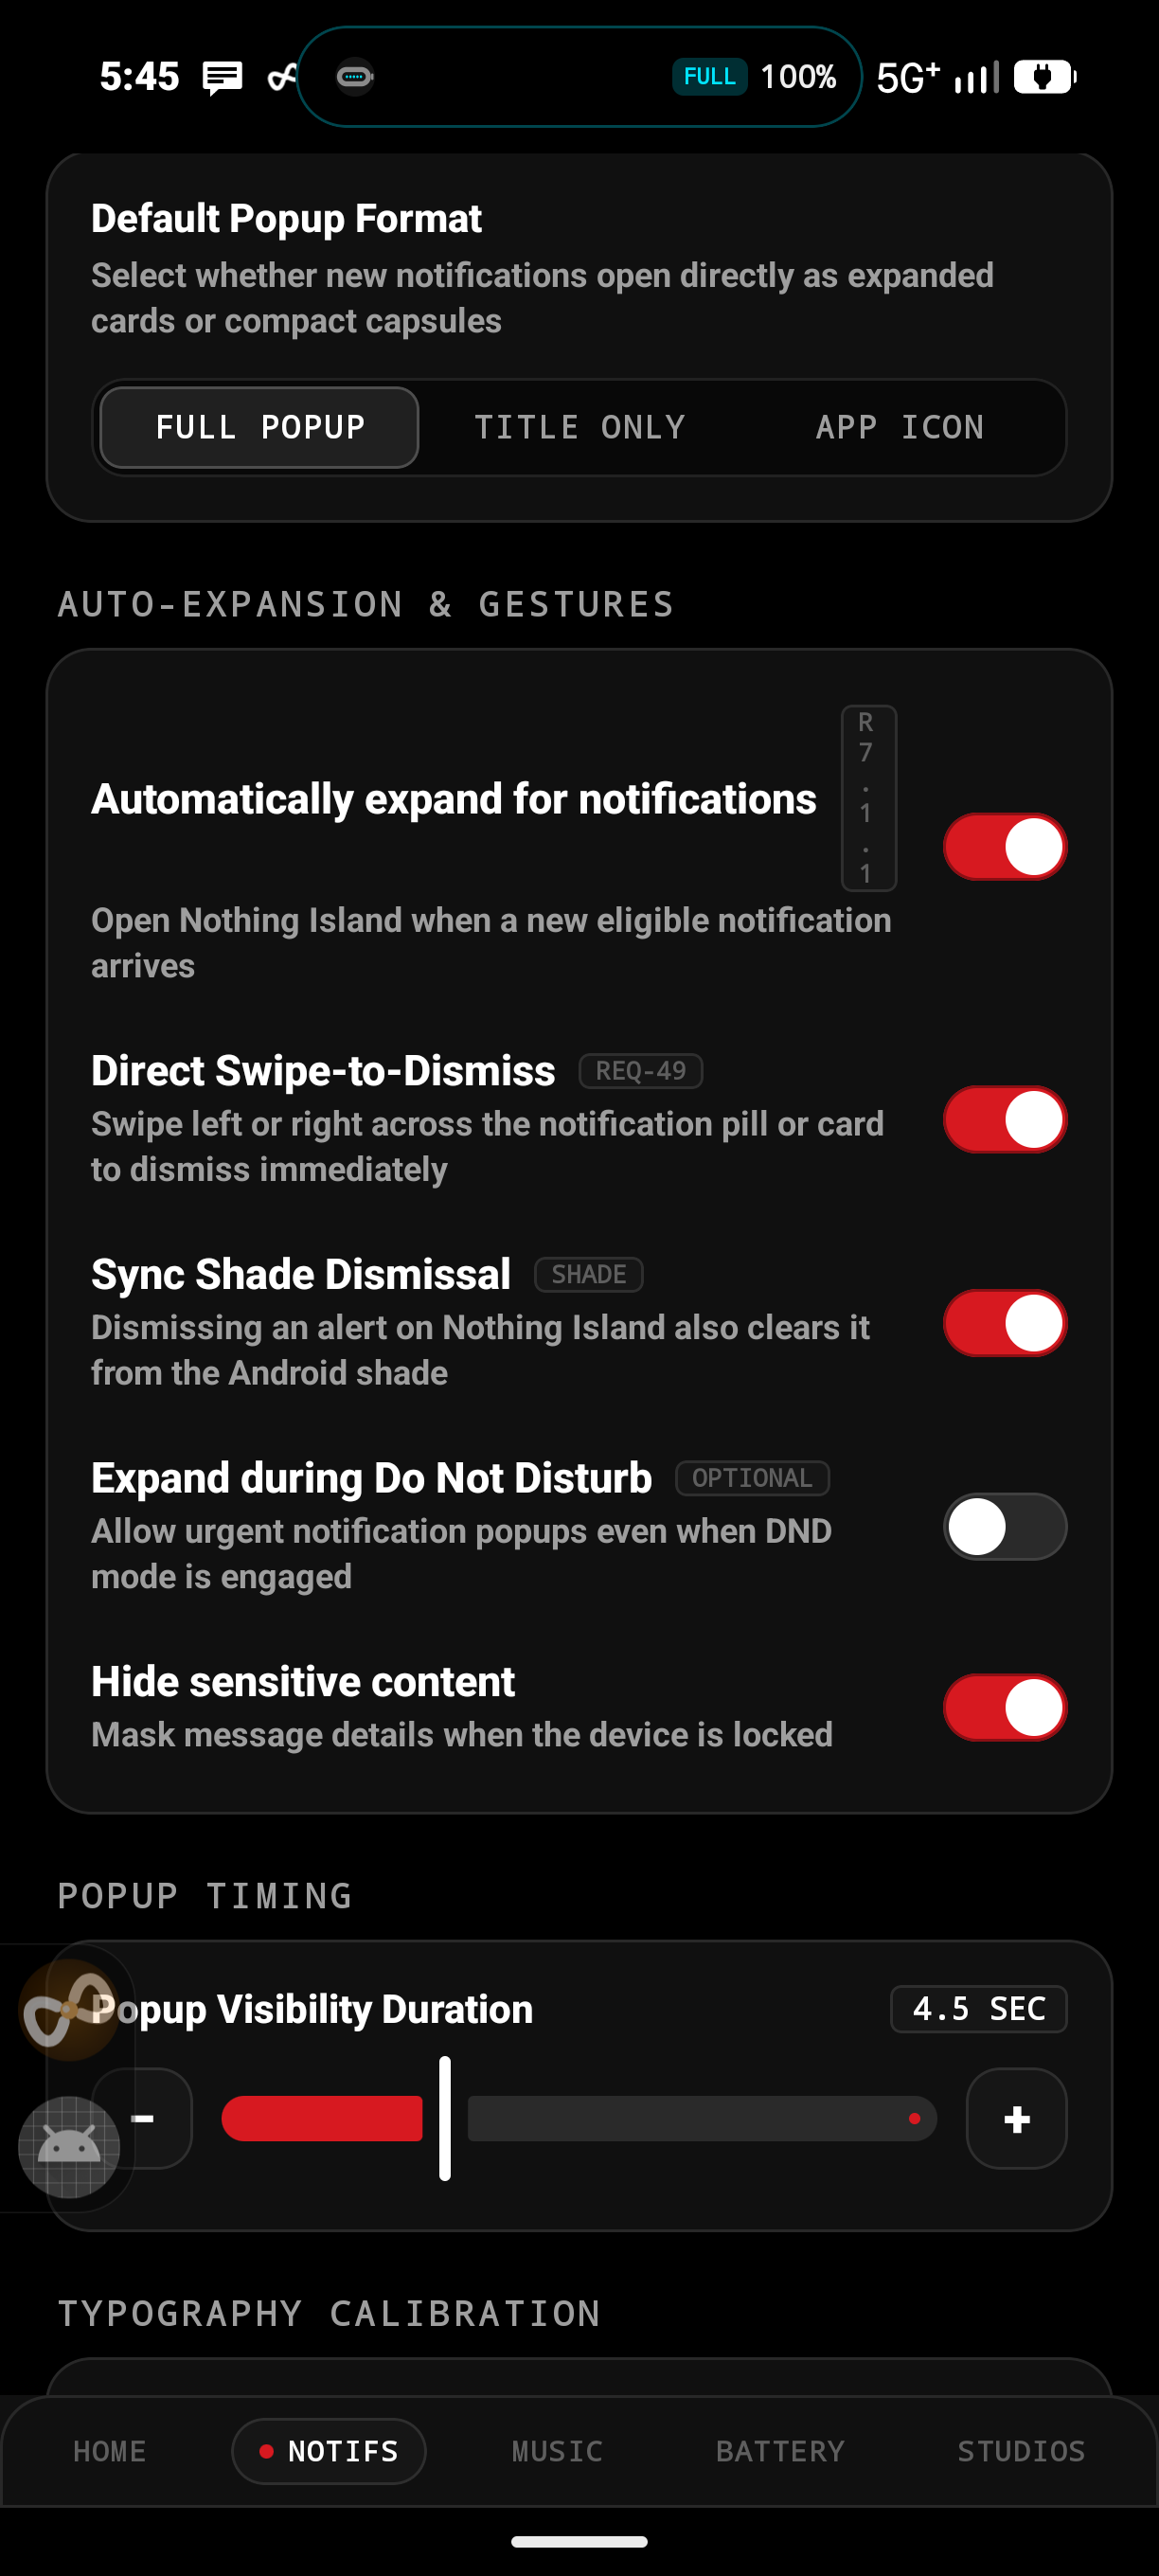 5:45
FULL 100%
5G+
Default Popup Format
Select whether new notifications open directly as expanded
cards or compact capsules
FULL POPUP TITLE ONLY APP ICON
AUTO-EXPANSION & GESTURES
Automatically expand for notifications
R
7
.
1
.
1
Open Nothing Island when a new eligible notification
arrives
Direct Swipe-to-Dismiss REQ-49
Swipe left or right across the notification pill or card
to dismiss immediately
Sync Shade Dismissal SHADE
Dismissing an alert on Nothing Island also clears it
from the Android shade
Expand during Do Not Disturb OPTIONAL
Allow urgent notification popups even when DND
mode is engaged
Hide sensitive content
Mask message details when the device is locked
POPUP TIMING
Popup Visibility Duration 4.5 SEC
- +
TYPOGRAPHY CALIBRATION
HOME NOTIFS MUSIC BATTERY STUDIOS